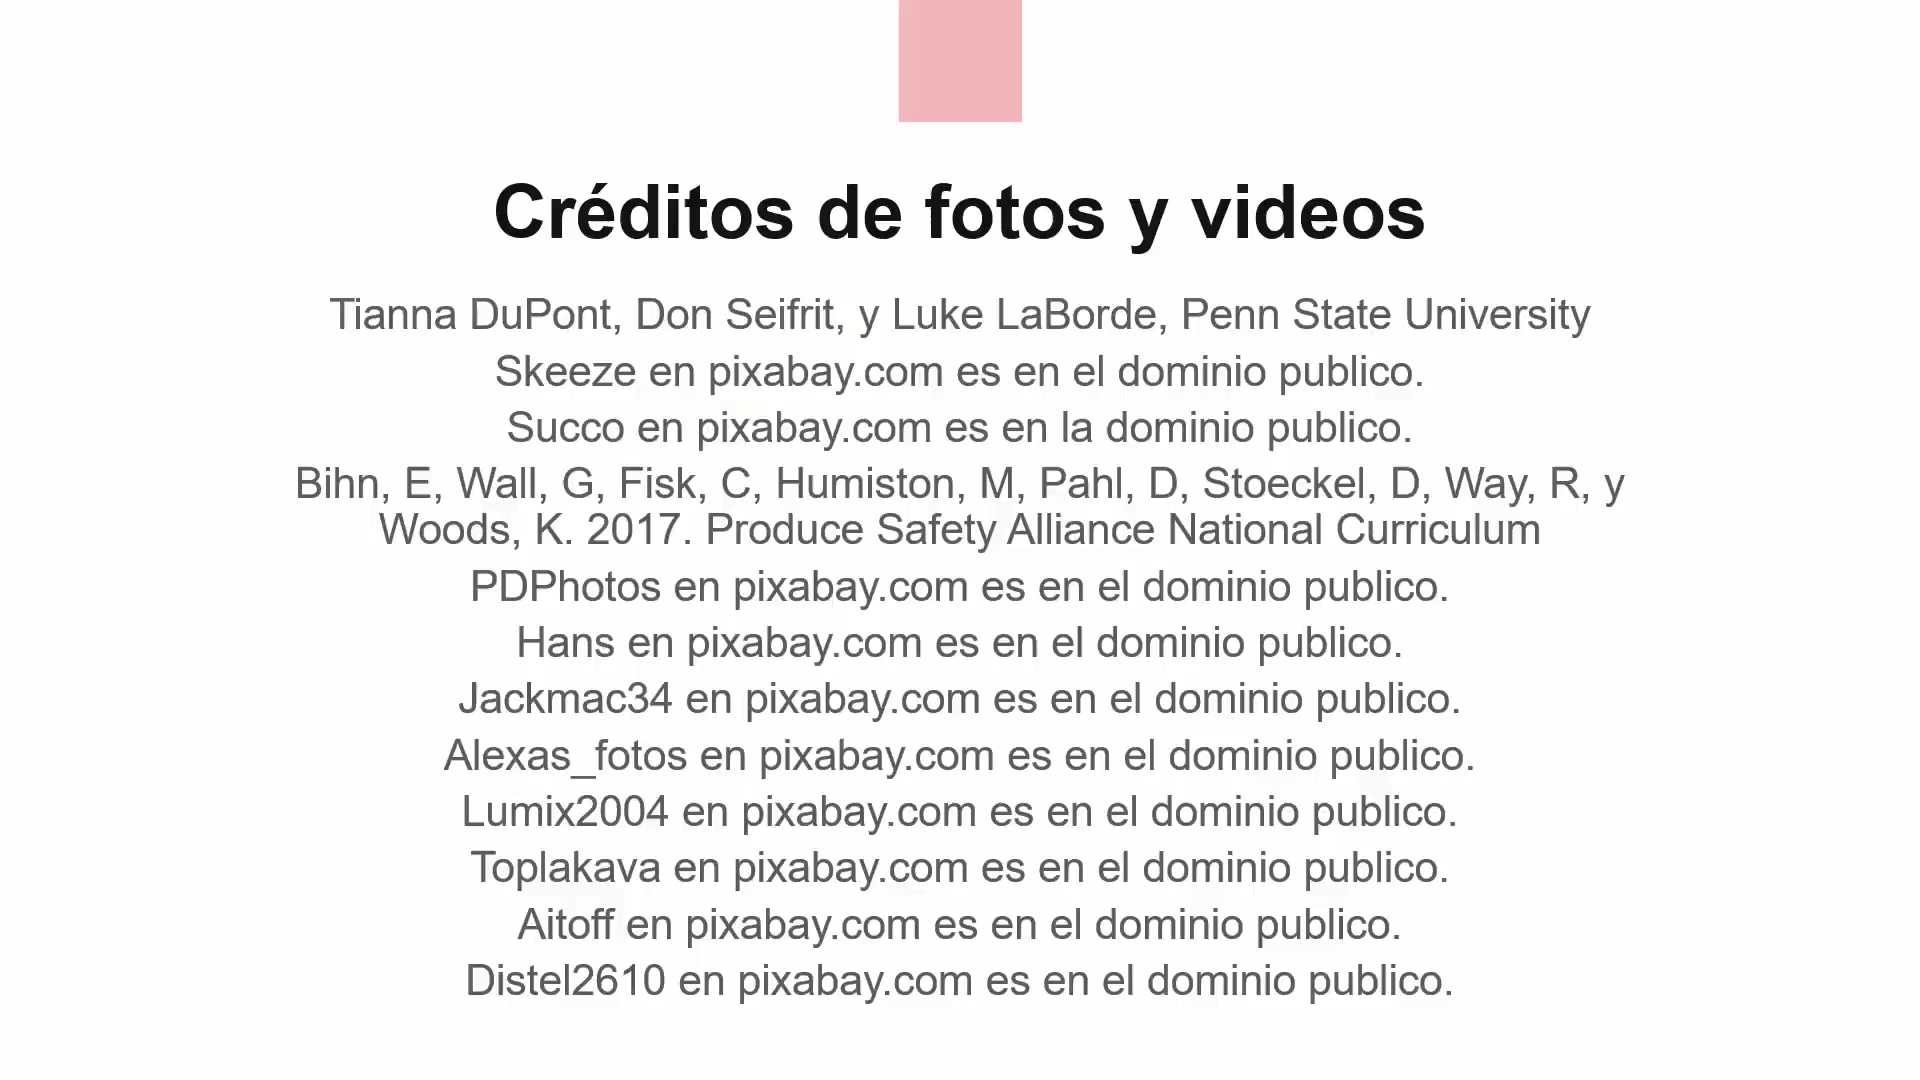 Créditos de fotos y videos
Tianna DuPont, Don Seifrit, y Luke LaBorde, Penn State University
Skeeze en pixabay.com es en el dominio publico.
Succo en pixabay.com es en la dominio publico.
Bihn, E, Wall, G, Fisk, C, Humiston, M, Pahl, D, Stoeckel, D, Way, R, y
Woods, K. 2017. Produce Safety Alliance National Curriculum
PDPhotos en pixabay.com es en el dominio publico.
Hans en pixabay.com es en el dominio publico.
Jackmac34 en pixabay.com es en el dominio publico.
Alexas_fotos en pixabay.com es en el dominio publico.
Lumix2004 en pixabay.com es en el dominio publico.
Toplakava en pixabay.com es en el dominio publico.
Aitoff en pixabay.com es en el dominio publico.
Distel2610 en pixabay.com es en el dominio publico.